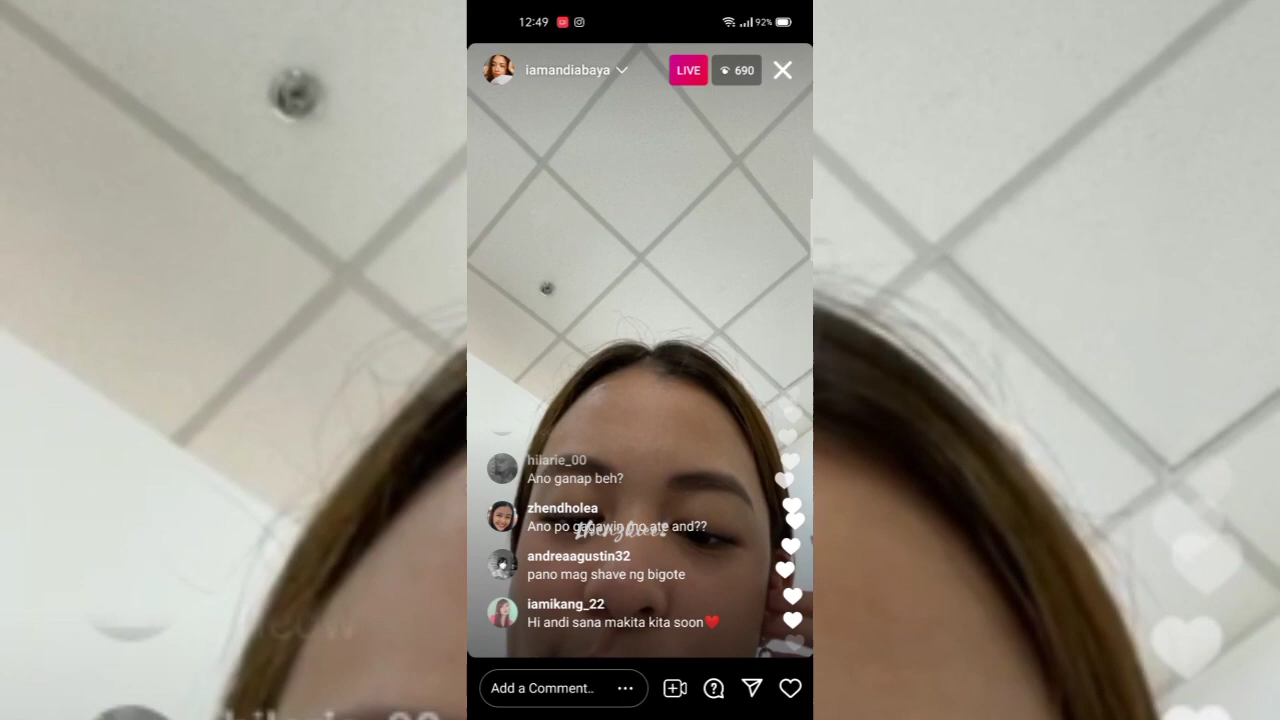 12:49
92%
iamandiabaya
LIVE
690
hilarie_00
Ano ganap beh?
zhendholea
Ano po gagawin mo ate and??
andreaagustin32
pano mag shave ng bigote
iamikang_22
Hi andi sana makita kita soon❤️
Add a Comment..